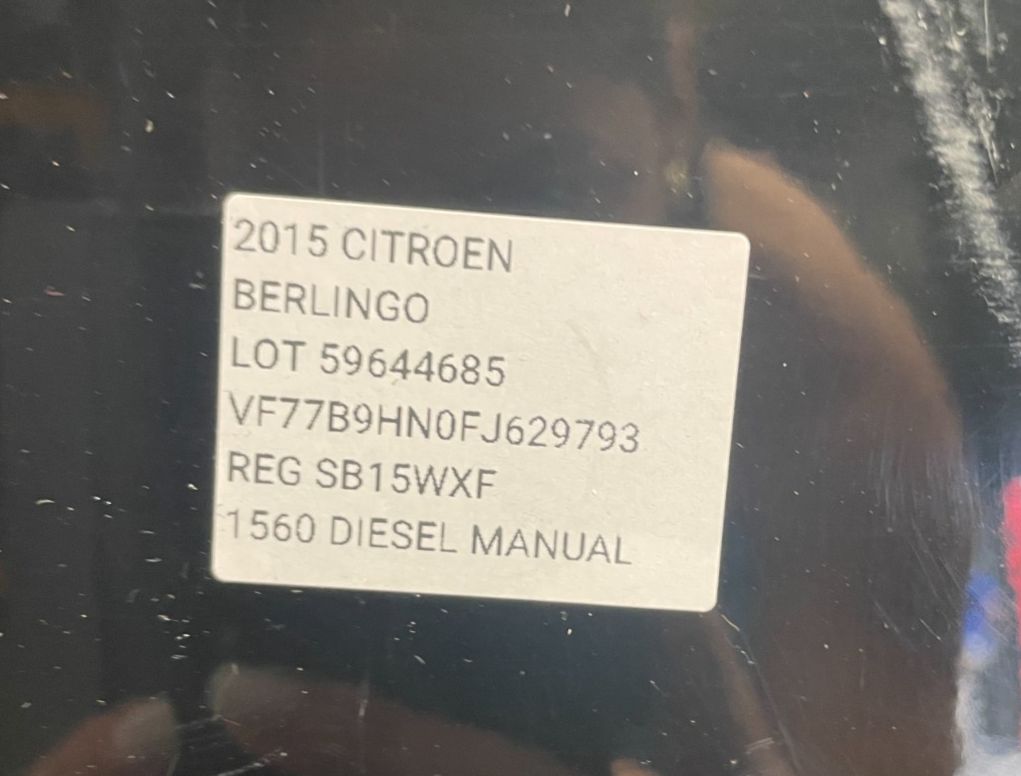 2015 CITROEN
BERLINGO
LOT 59644685
VF77B9HN0FJ629793
REG SB15WXF
1560 DIESEL MANUAL